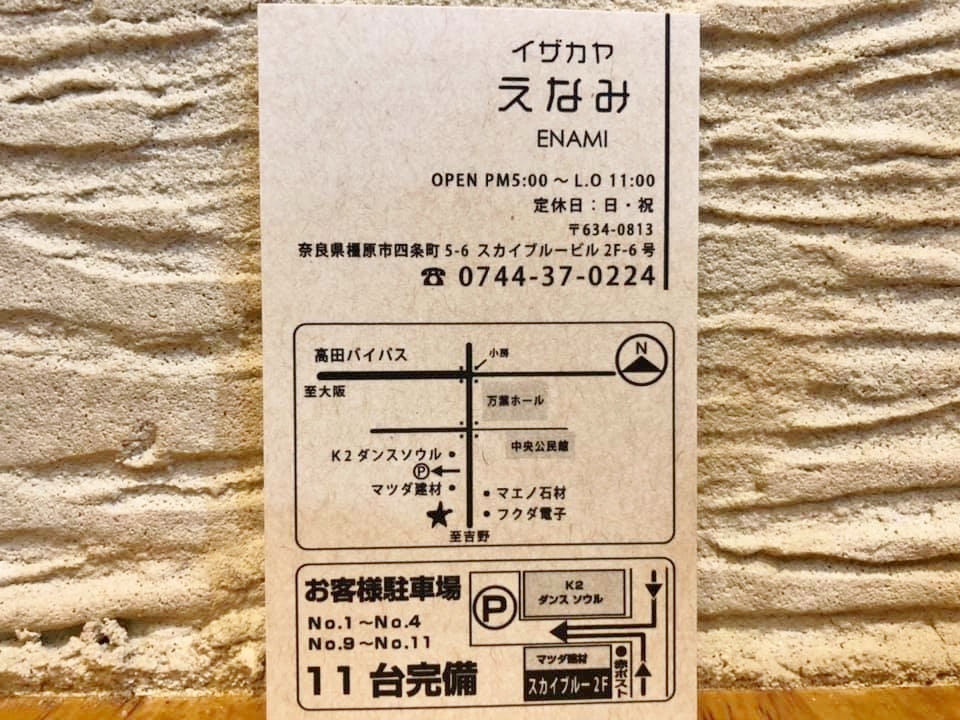 イザカヤ
えなみ
ENAMI
OPEN PM5:00 ～ L.O 11:00
定休日：日・祝
〒634-0813
奈良県橿原市四条町 5-6 スカイブルービル 2F-6 号
☎ 0744-37-0224
高田バイパス
小房
N
至大阪
万葉ホール
中央公民館
K2 ダンスソウル
P
マツダ建材
マエノ石材
フクダ電子
至吉野
お客様駐車場
No.1～No.4
No.9～No.11
11 台完備
P
K2
ダンス ソウル
マツダ建材
スカイブルー 2F
赤ポスト